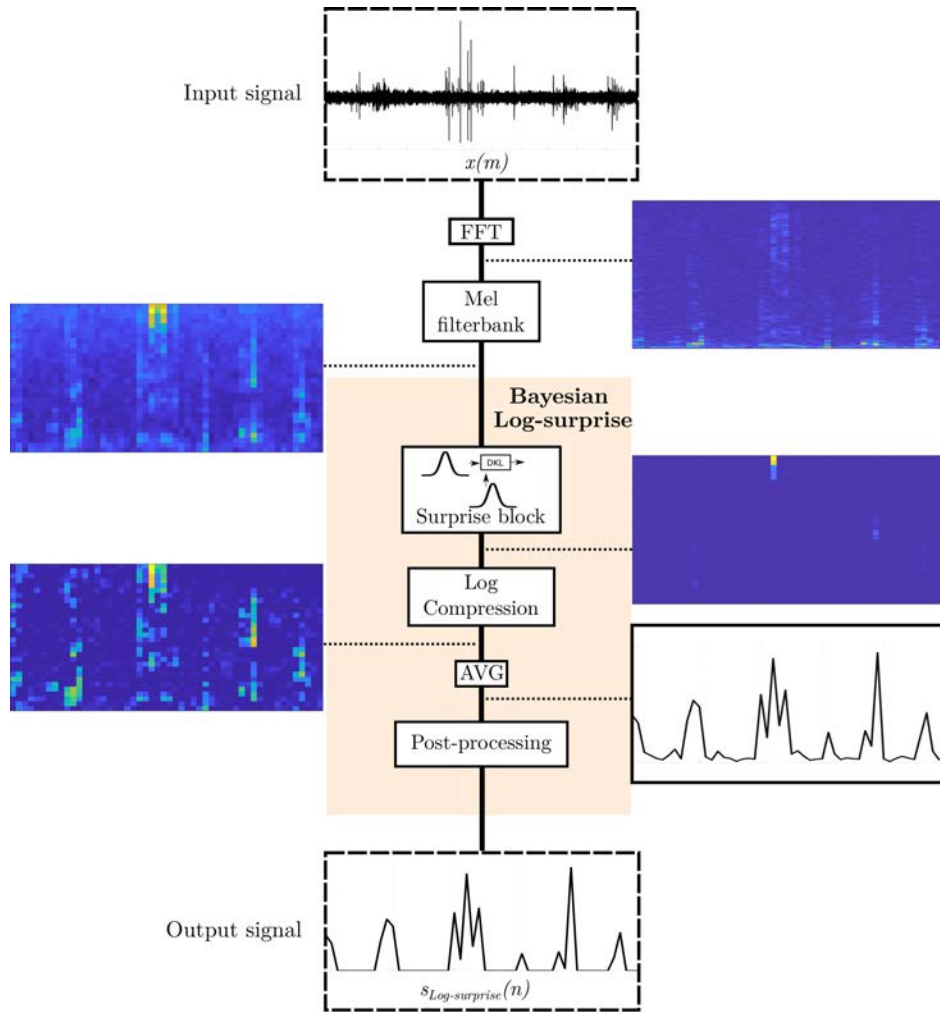 Input signal
x(m)
FFT
Mel
filterbank
Bayesian
Log-surprise
DKL
Surprise block
Log
Compression
AVG
Post-processing
Output signal
sLog-surprise(n)